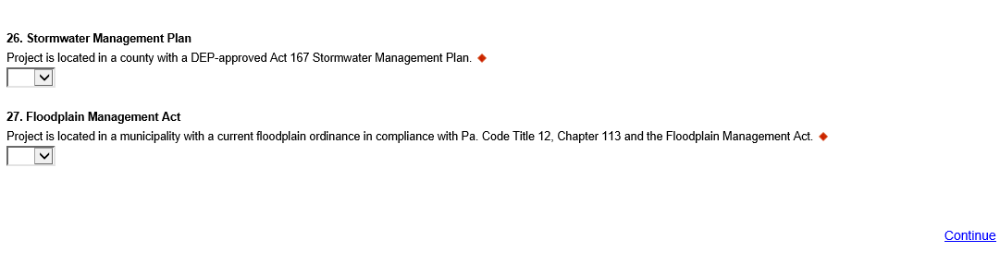 26. Stormwater Management Plan
Project is located in a county with a DEP-approved Act 167 Stormwater Management Plan.
27. Floodplain Management Act
Project is located in a municipality with a current floodplain ordinance in compliance with Pa. Code Title 12, Chapter 113 and the Floodplain Management Act.
Continue